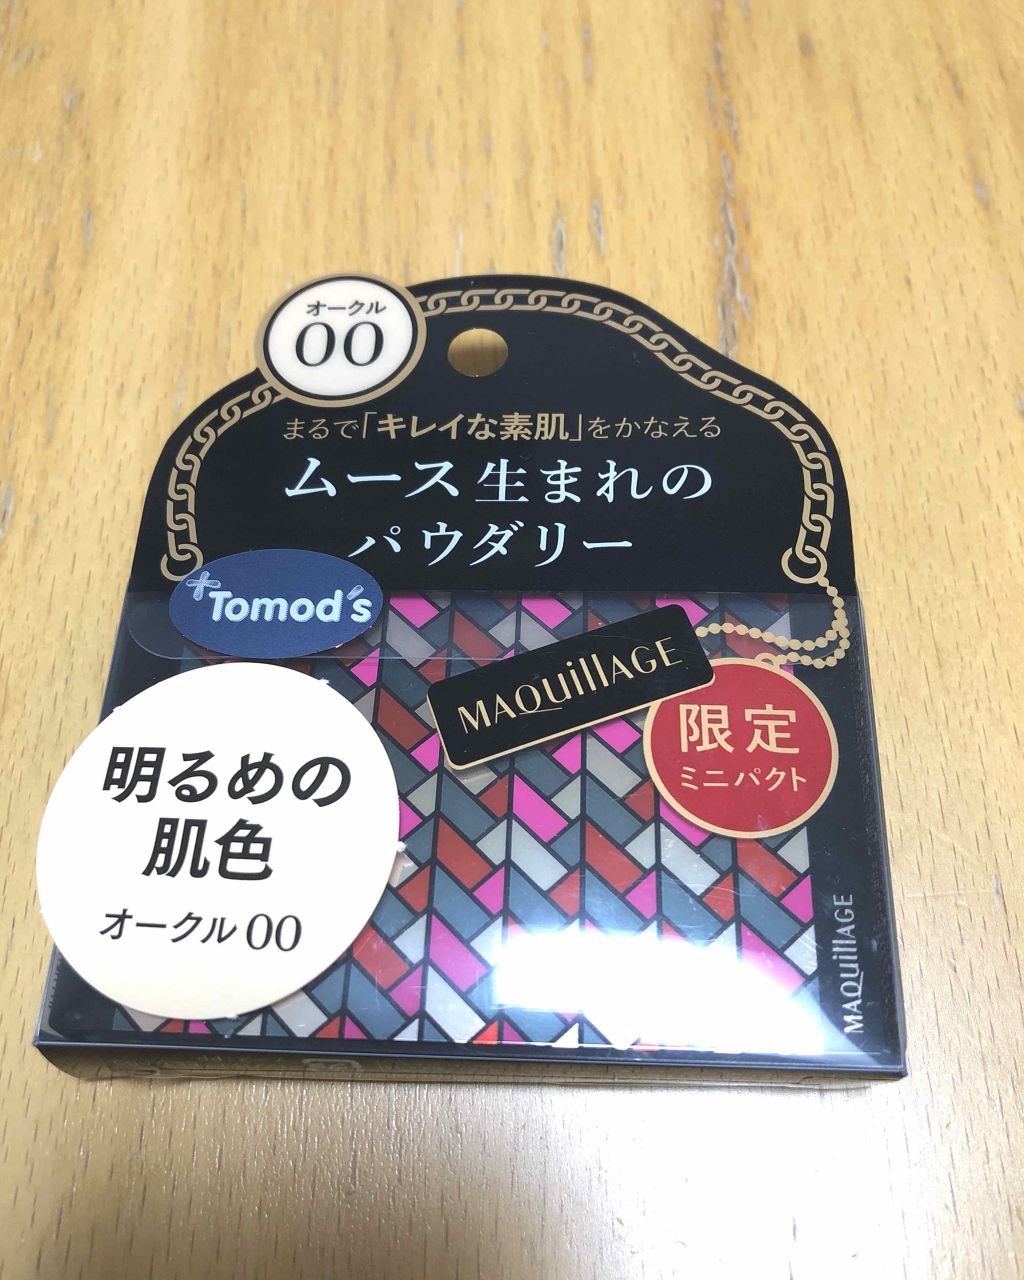 オークル
00
まるで「キレイな素肌」をかなえる
ムース生まれの
パウダリー
+Tomod's
MAQuillAGE
限定
ミニパクト
明るめの
肌色
オークル00
MAQuillAGE